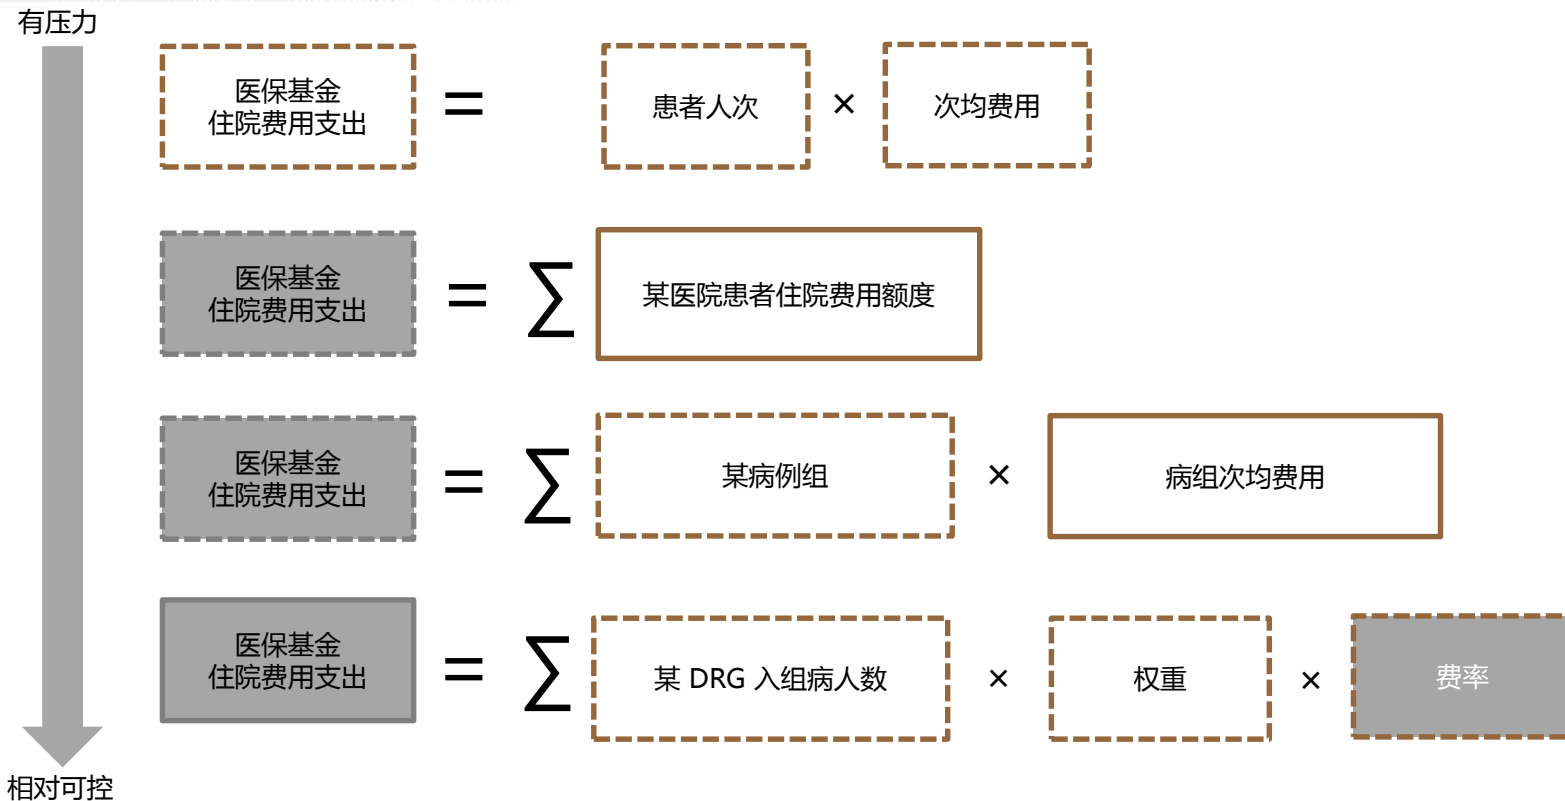 有压力
医保基金
住院费用支出
=
患者人次
×
次均费用
医保基金
住院费用支出
=
∑
某医院患者住院费用额度
医保基金
住院费用支出
=
∑
某病例组
×
病组次均费用
医保基金
住院费用支出
=
∑
某 DRG 入组病人数
×
权重
×
费率
相对可控